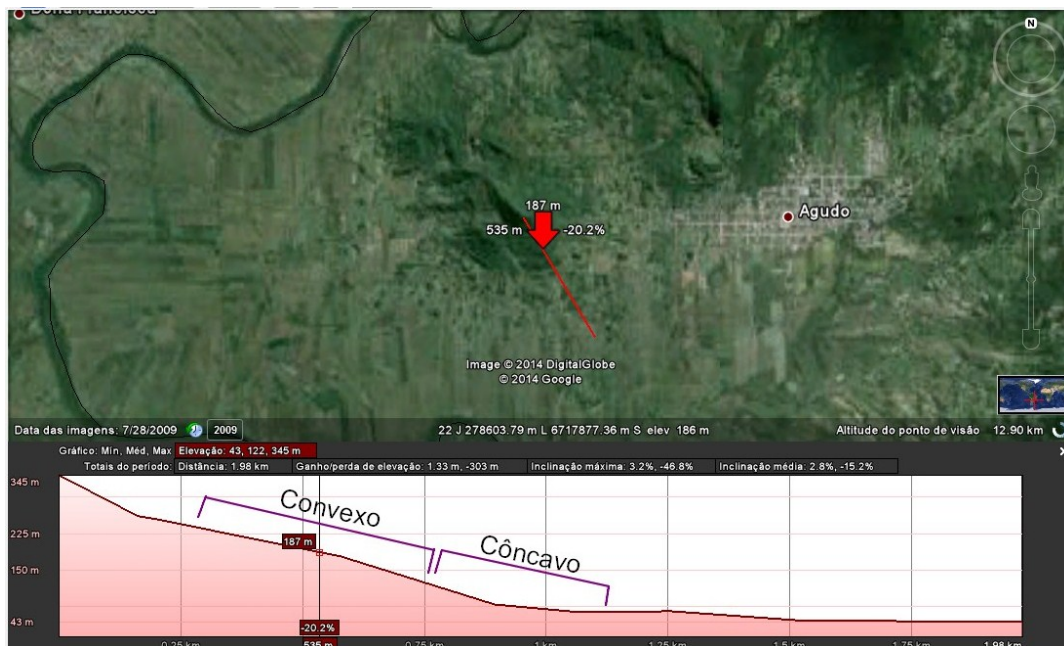 Dona Francisca
N
187 m
535 m
-20.2%
Agudo
Image © 2014 DigitalGlobe
© 2014 Google
Data das imagens: 7/28/2009
2009
22 J 278603.79 m L 6717877.36 m S elev 186 m
Altitude do ponto de visão 12.90 km
Gráfico: Mín, Méd, Max Elevação: 43, 122, 345 m
Totais do período: Distância: 1.98 km Ganho/perda de elevação: 1.33 m, -303 m Inclinação máxima: 3.2%, -46.8% Inclinação média: 2.8%, -15.2%
345 m
Convexo
225 m
187 m
Côncavo
150 m
43 m
-20.2%
0.25 km 535 m 0.75 km 1 km 1.25 km 1.5 km 1.75 km 1.98 km